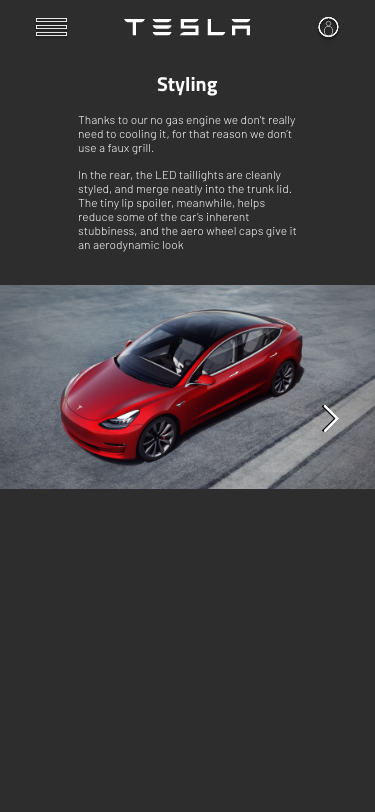 TESLA
Styling
Thanks to our no gas engine we don't really
need to cooling it, for that reason we don't
use a faux grill.
In the rear, the LED taillights are cleanly
styled, and merge neatly into the trunk lid.
The tiny lip spoiler, meanwhile, helps
reduce some of the car's inherent
stubbiness, and the aero wheel caps give it
an aerodynamic look